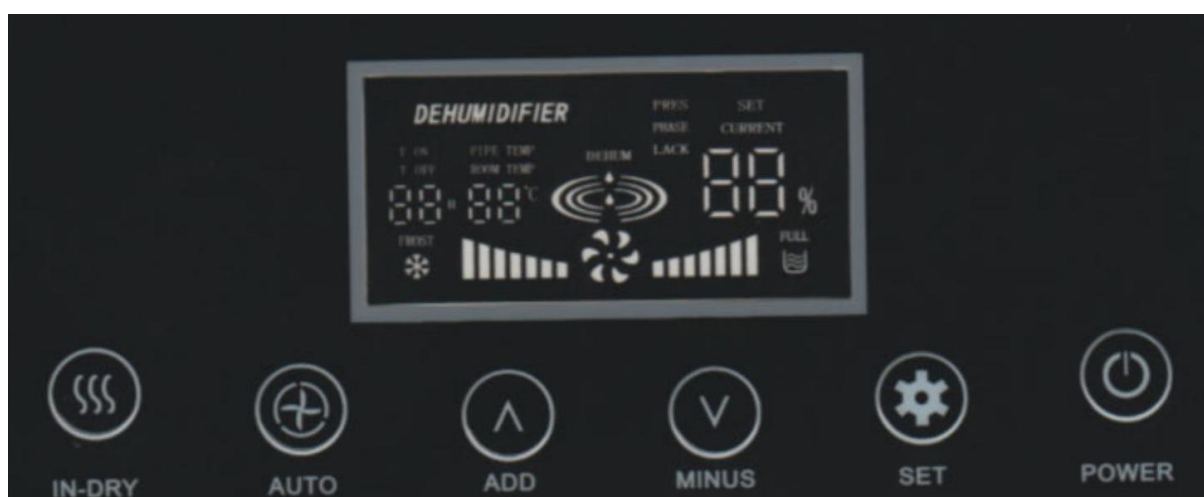 DEHUMIDIFIER
PRES
PHASE
LACK
SET
CURRENT
T ON
T OFF
PIPE TEMP
ROOM TEMP
DEHUM
88 H
88 °C
88 %
FROST
FULL
IN-DRY
AUTO
ADD
MINUS
SET
POWER